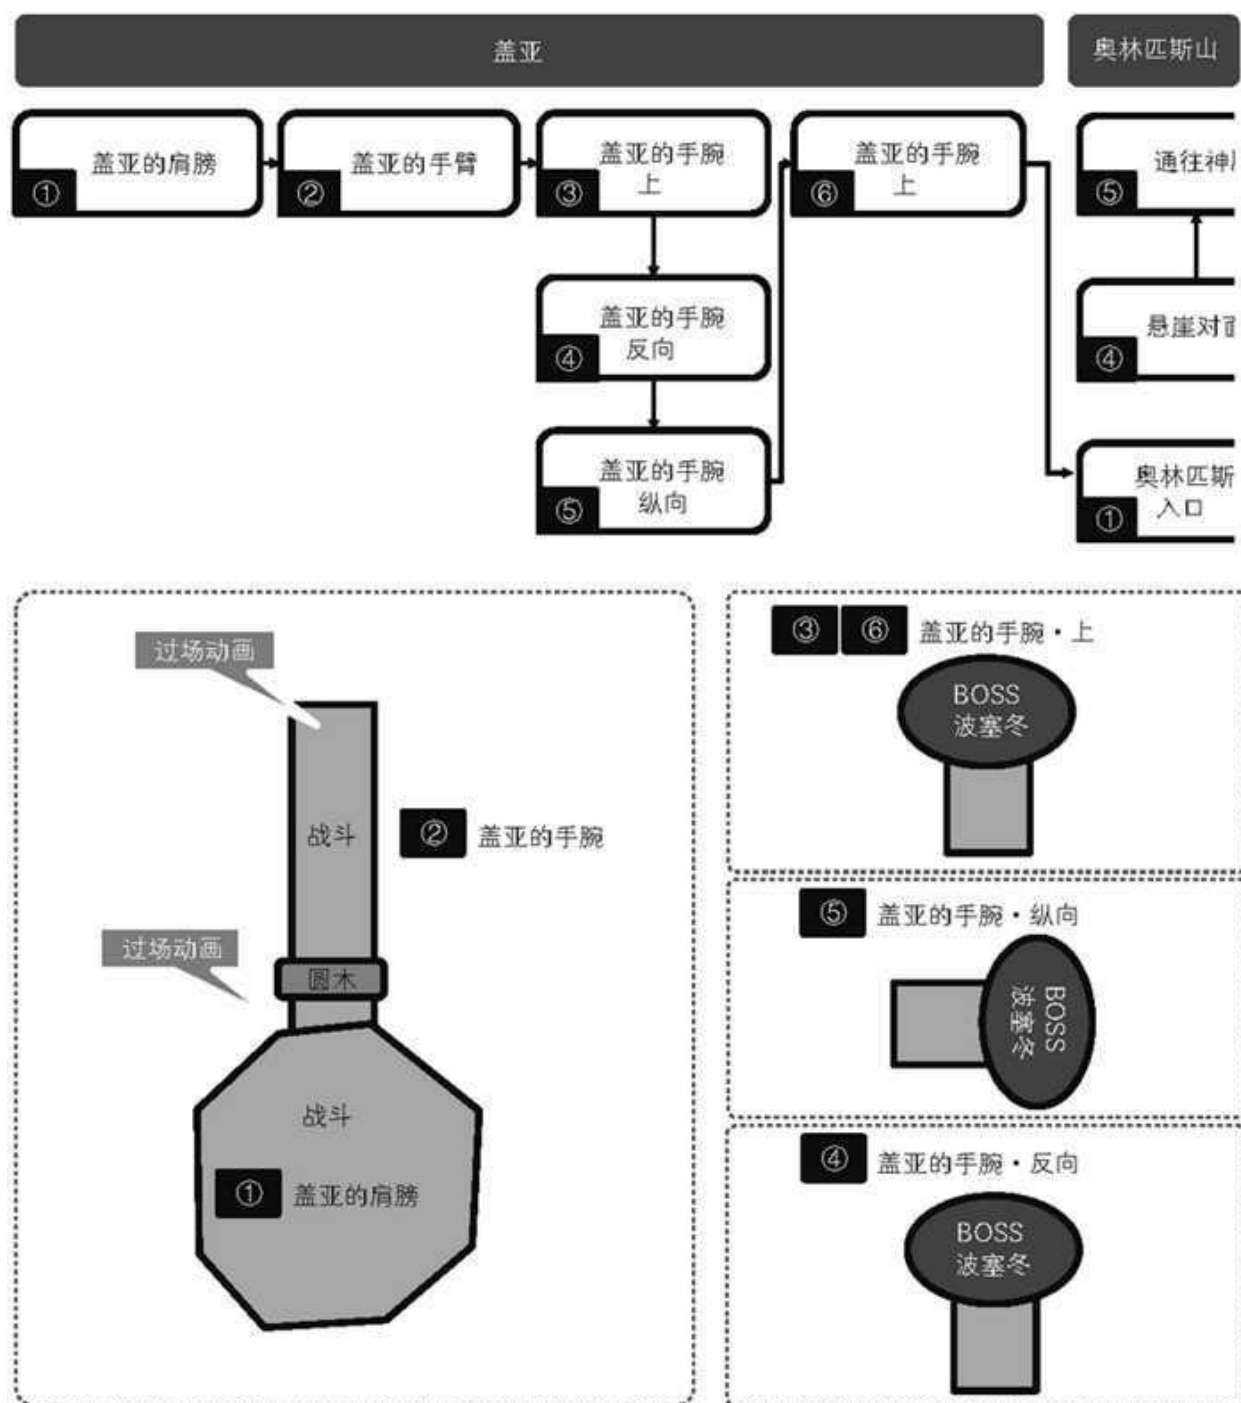 盖亚
奥林匹斯山
盖亚的肩膀
①
盖亚的手臂
②
盖亚的手腕
上
③
盖亚的手腕
上
⑥
通往神
⑤
盖亚的手腕
反向
④
悬崖对
④
盖亚的手腕
纵向
⑤
奥林匹斯
入口
①
过场动画
战斗
② 盖亚的手腕
过场动画
圆木
战斗
① 盖亚的肩膀
③ ⑥ 盖亚的手腕·上
BOSS
波塞冬
⑤ 盖亚的手腕·纵向
BOSS
波塞冬
④ 盖亚的手腕·反向
BOSS
波塞冬